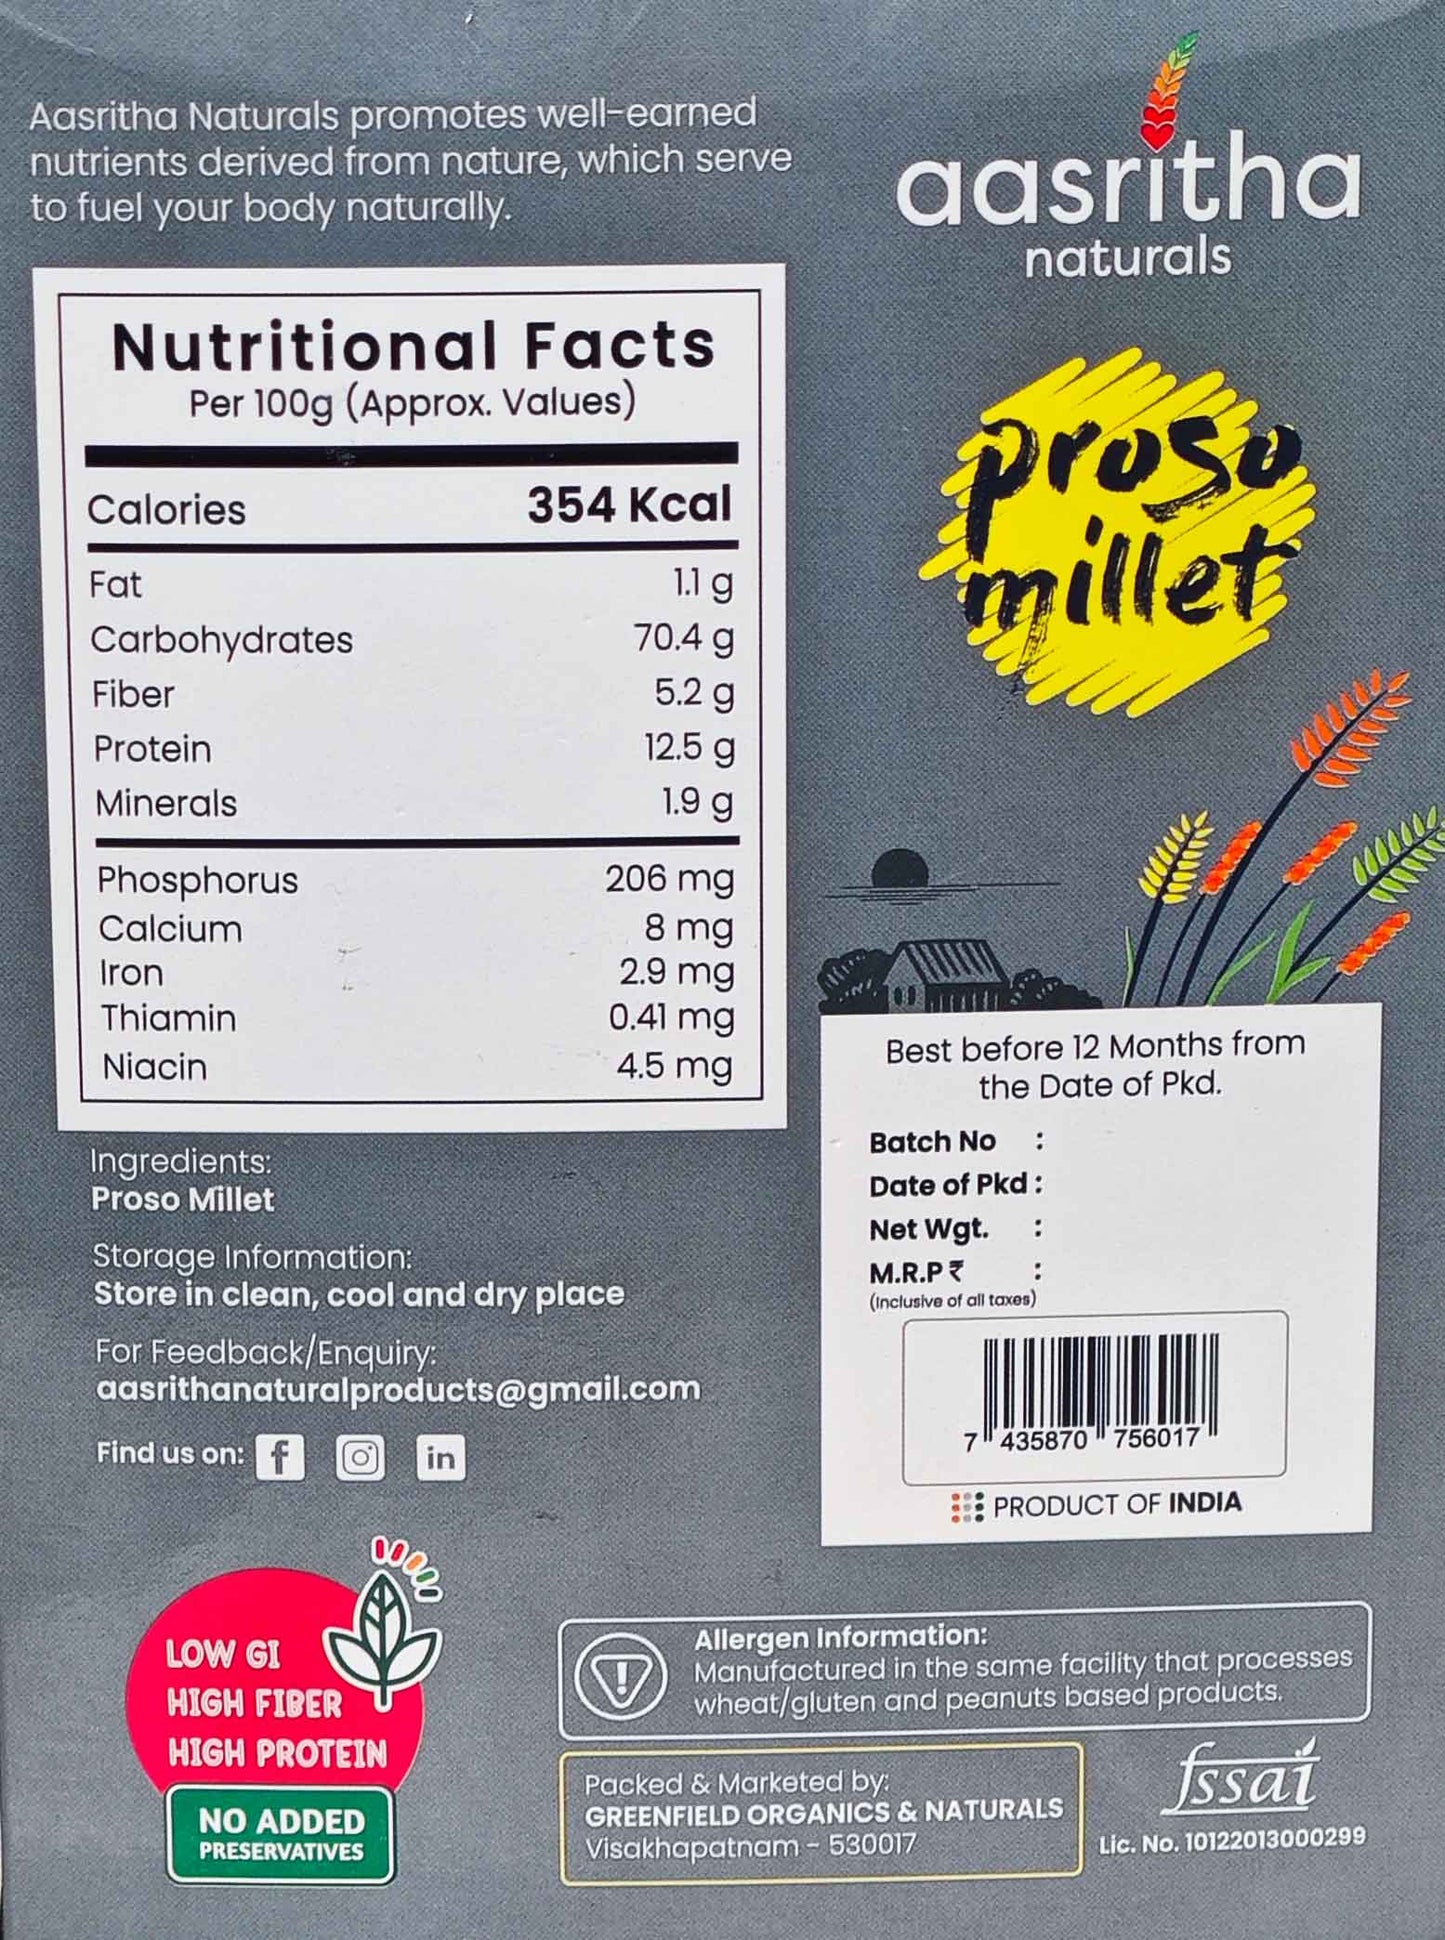 Aasritha Naturals promotes well-earned
nutrients derived from nature, which serve
to fuel your body naturally.
aasritha
naturals
Nutritional Facts
Per 100g (Approx. Values)
Calories 354 Kcal
Fat 1.1 g
Carbohydrates 70.4 g
Fiber 5.2 g
Protein 12.5 g
Minerals 1.9 g
Phosphorus 206 mg
Calcium 8 mg
Iron 2.9 mg
Thiamin 0.41 mg
Niacin 4.5 mg
proso
millet
Ingredients:
Proso Millet
Storage Information:
Store in clean, cool and dry place
For Feedback/Enquiry:
aasrithanaturalproducts@gmail.com
Find us on: f in
Best before 12 Months from
the Date of Pkd.
Batch No :
Date of Pkd :
Net Wgt. :
M.R.P ₹ :
(Inclusive of all taxes)
7 435870 756017
PRODUCT OF INDIA
LOW GI
HIGH FIBER
HIGH PROTEIN
NO ADDED
PRESERVATIVES
Allergen Information:
Manufactured in the same facility that processes
wheat/gluten and peanuts based products.
Packed & Marketed by:
GREENFIELD ORGANICS & NATURALS
Visakhapatnam - 530017
fssai
Lic. No. 10122013000299